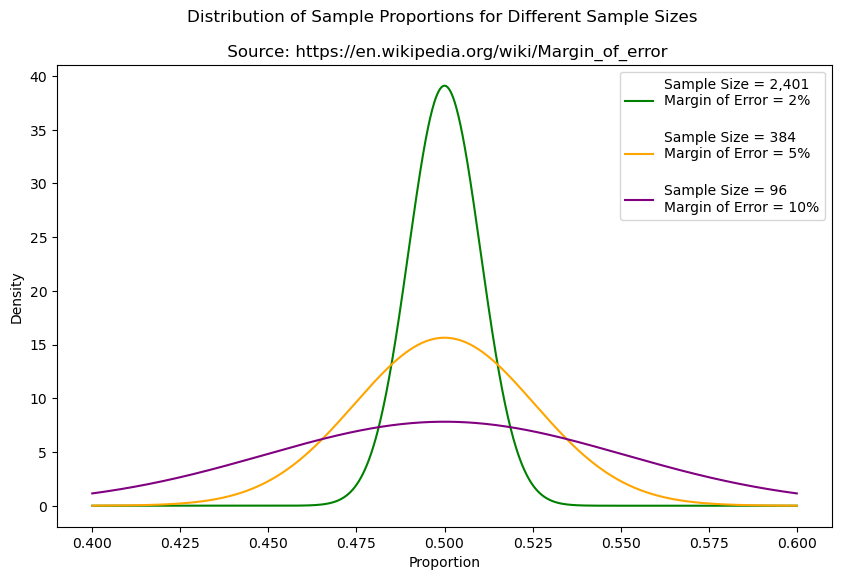 Distribution of Sample Proportions for Different Sample Sizes
Source: https://en.wikipedia.org/wiki/Margin_of_error
Sample Size = 2,401
Margin of Error = 2%
Sample Size = 384
Margin of Error = 5%
Sample Size = 96
Margin of Error = 10%
Density
40
35
30
25
20
15
10
5
0
0.400 0.425 0.450 0.475 0.500 0.525 0.550 0.575 0.600
Proportion